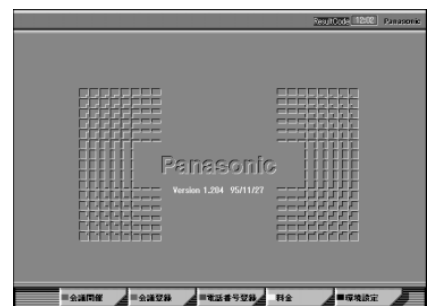 ResultCode 12:00 Panasonic
Panasonic
Version 1.204 95/11/27
会議開催 会議登録 電話番号登録 料金 環境設定